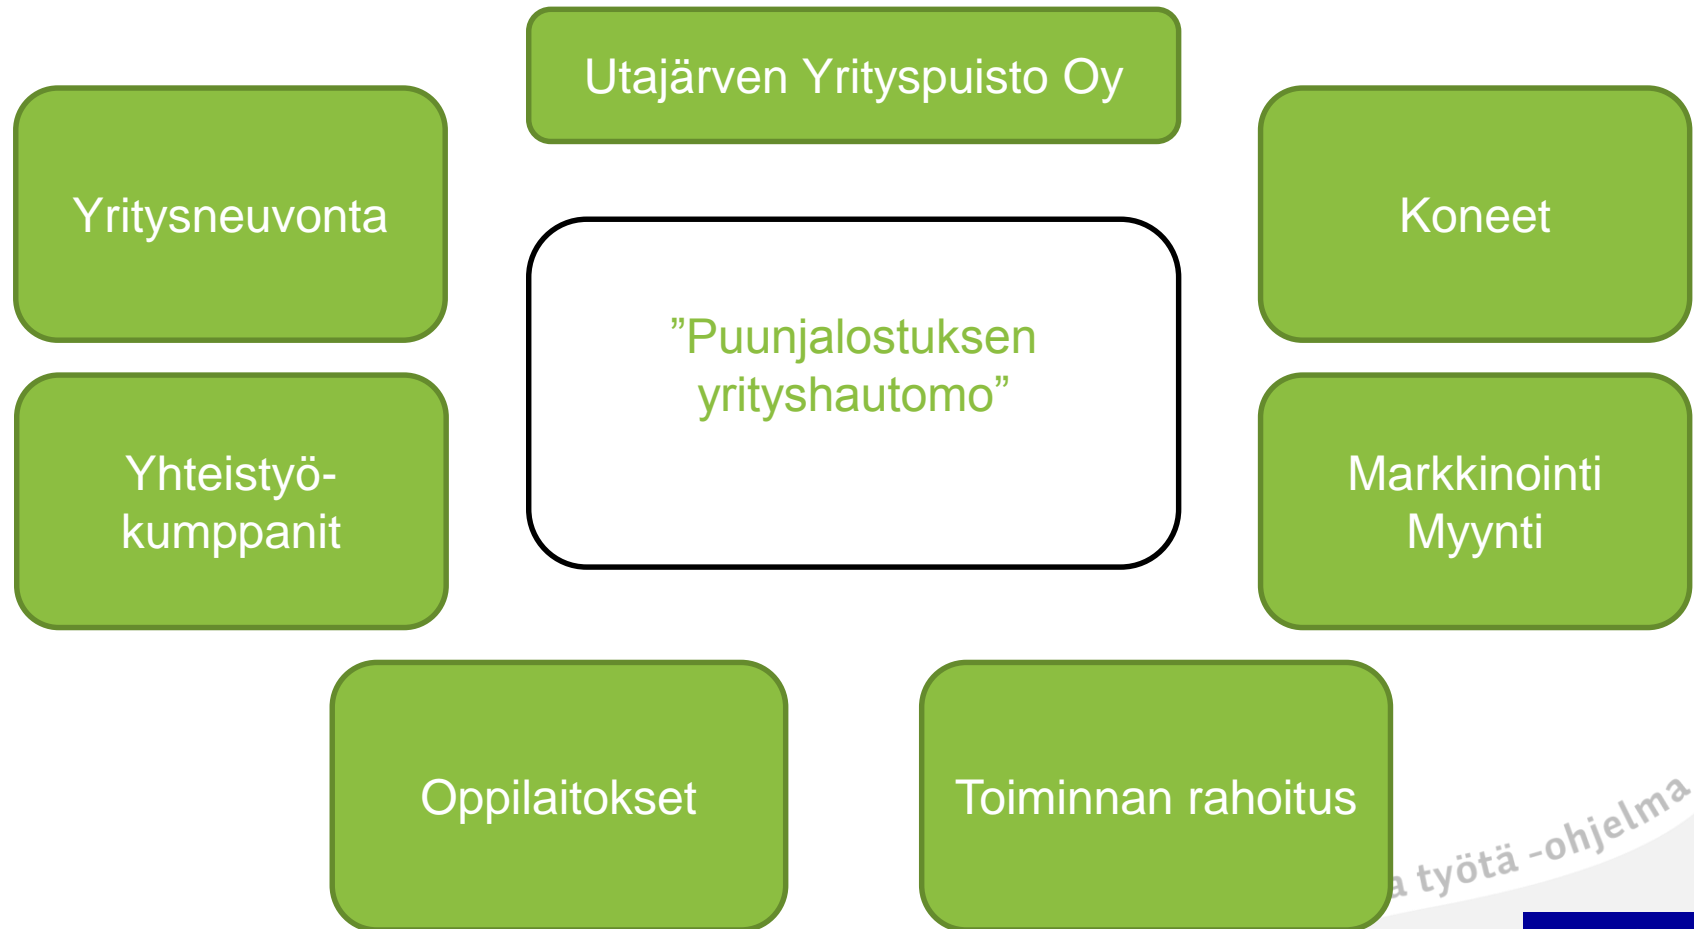 Utajärven Yrityspuisto Oy
Yritysneuvonta
Koneet
”Puunjalostuksen
yrityshautomo”
Yhteistyö-
kumppanit
Markkinointi
Myynti
Oppilaitokset
Toiminnan rahoitus
työtä -ohjelma